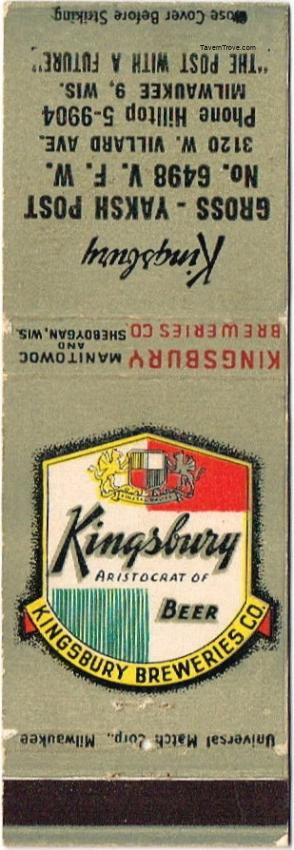 TavernTrove.com
Close Cover Before Striking
Kingsbury
GROSS - YAKSH POST
No. 6498 V. F. W.
3120 W. VILLARD AVE.
Phone Hilltop 5-9904
MILWAUKEE 9, WIS.
"THE POST WITH A FUTURE"
KINGSBURY
BREWERIES CO
MANITOWOC
AND
SHEBOYGAN, WIS.
Kingsbury
ARISTOCRAT OF
BEER
KINGSBURY BREWERIES CO.
Universal Match Corp., Milwaukee